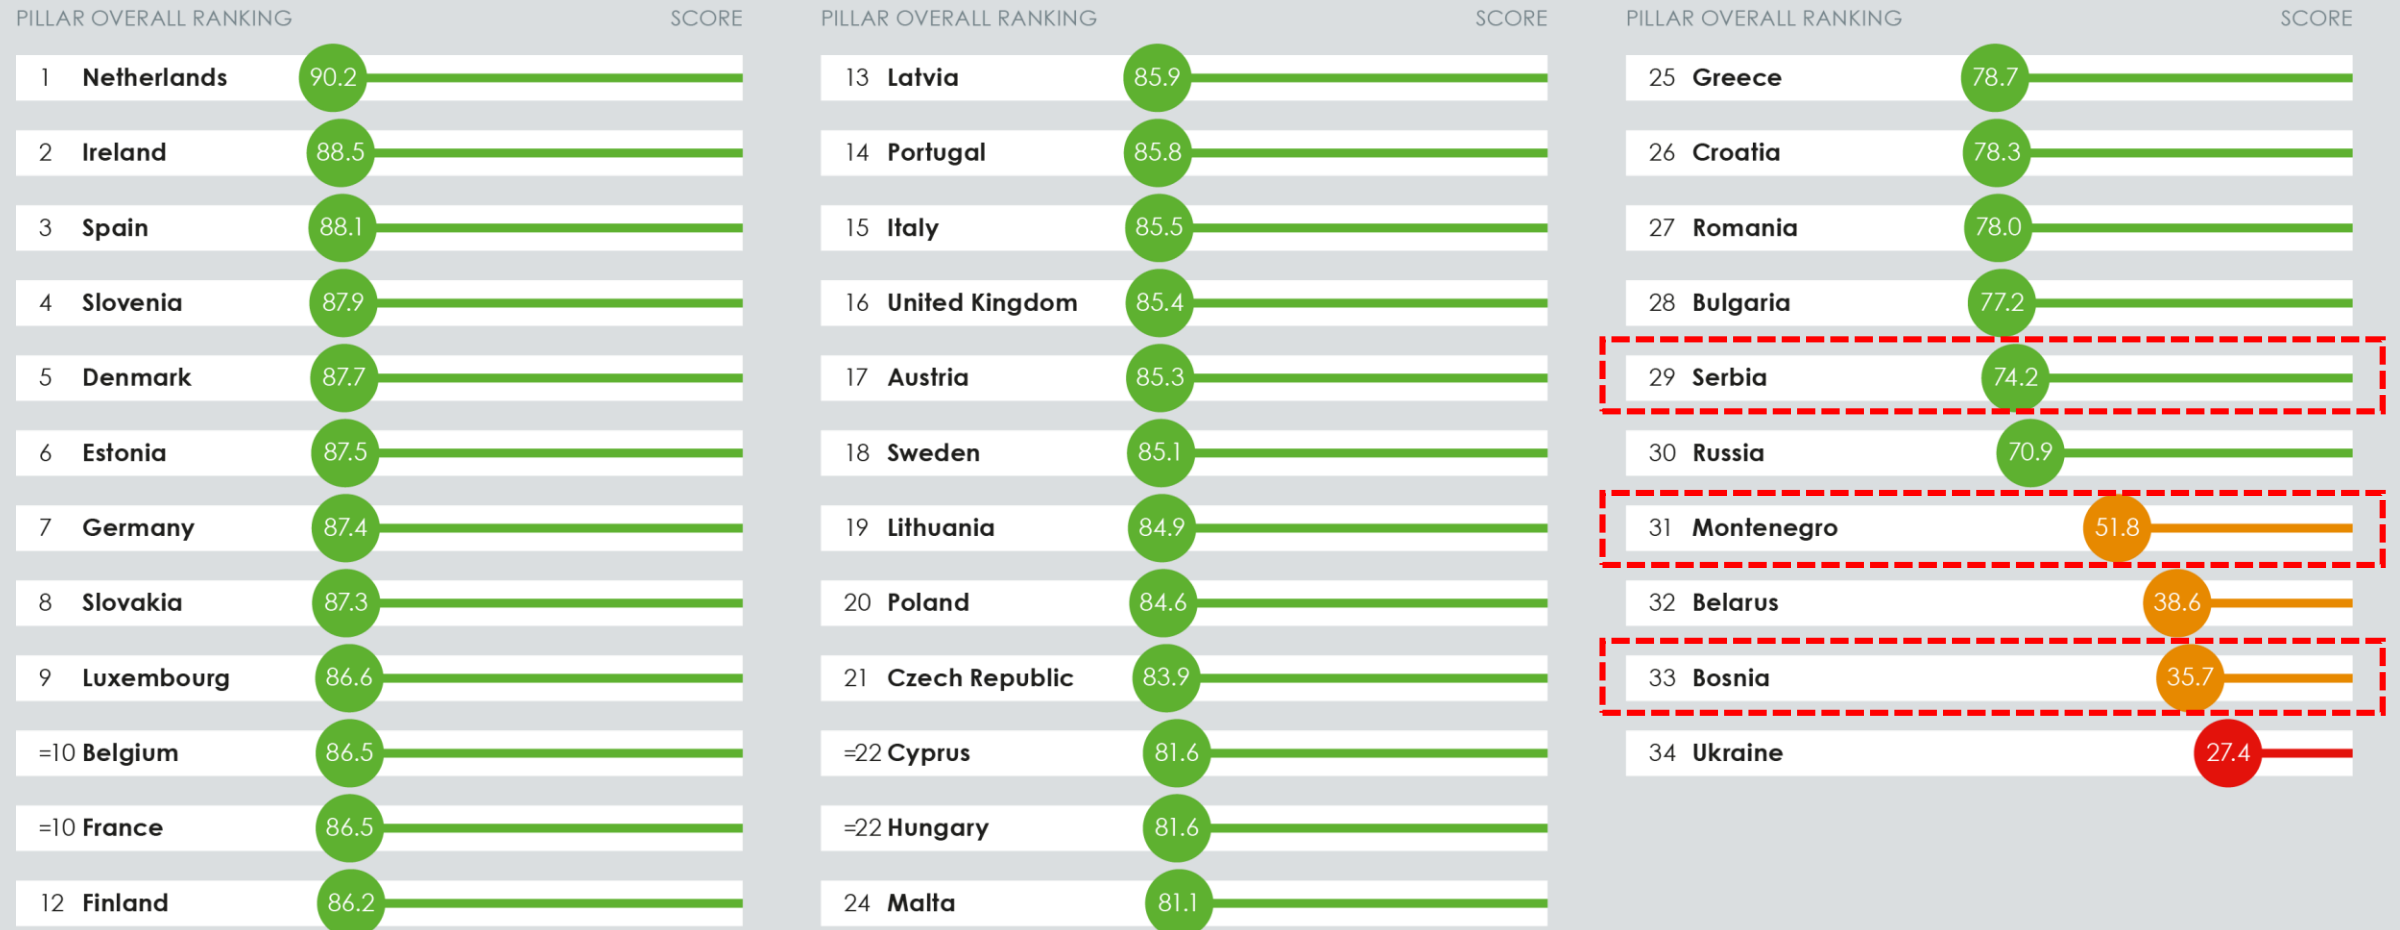 PILLAR OVERALL RANKING SCORE
1 Netherlands 90.2
2 Ireland 88.5
3 Spain 88.1
4 Slovenia 87.9
5 Denmark 87.7
6 Estonia 87.5
7 Germany 87.4
8 Slovakia 87.3
9 Luxembourg 86.6
=10 Belgium 86.5
=10 France 86.5
12 Finland 86.2
PILLAR OVERALL RANKING SCORE
13 Latvia 85.9
14 Portugal 85.8
15 Italy 85.5
16 United Kingdom 85.4
17 Austria 85.3
18 Sweden 85.1
19 Lithuania 84.9
20 Poland 84.6
21 Czech Republic 83.9
=22 Cyprus 81.6
=22 Hungary 81.6
24 Malta 81.1
PILLAR OVERALL RANKING SCORE
25 Greece 78.7
26 Croatia 78.3
27 Romania 78.0
28 Bulgaria 77.2
29 Serbia 74.2
30 Russia 70.9
31 Montenegro 51.8
32 Belarus 38.6
33 Bosnia 35.7
34 Ukraine 27.4